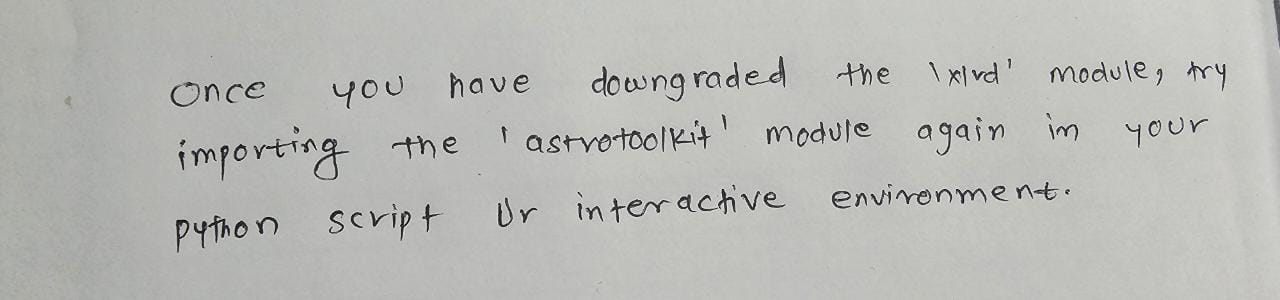 Once you have downgraded the 'xlrd' module, try
importing the 'astrotoolkit' module again in your
python script or interactive environment.